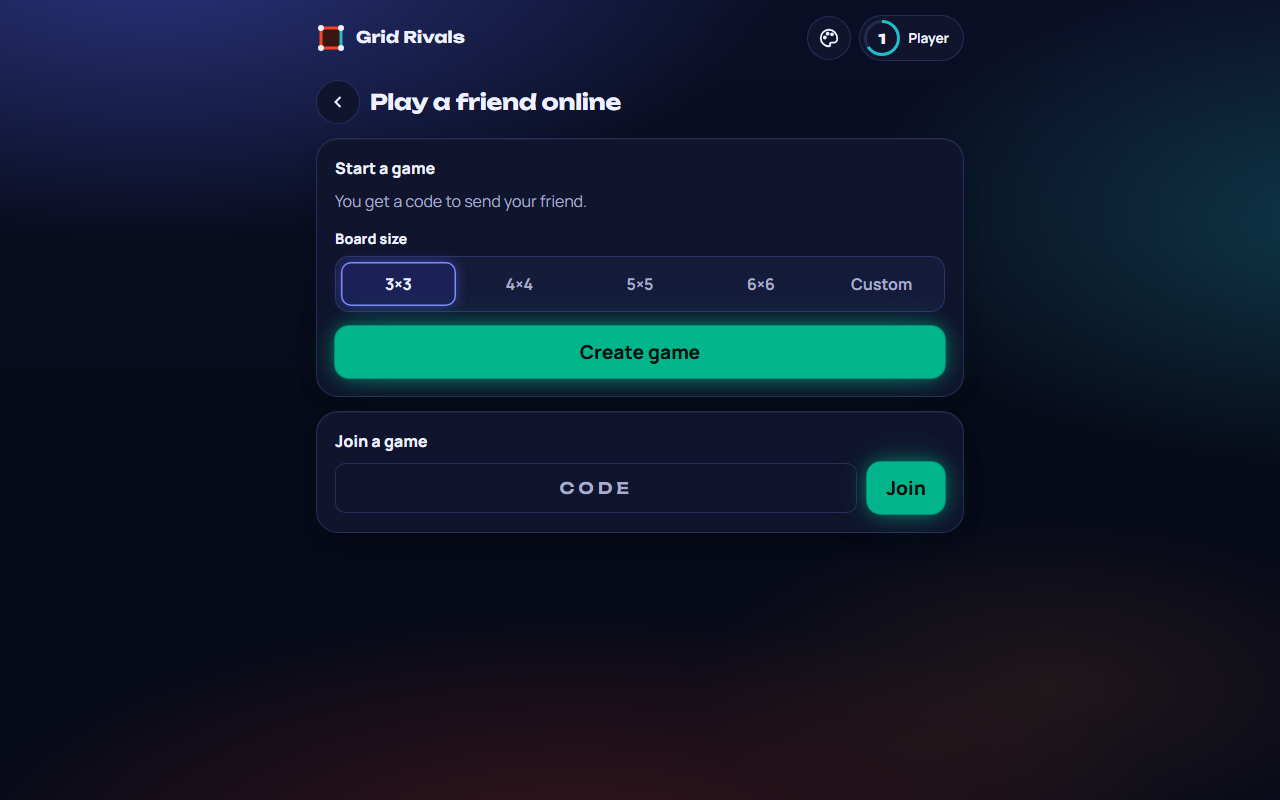 Grid Rivals
1 Player
Play a friend online
Start a game
You get a code to send your friend.
Board size
3×3 4×4 5×5 6×6 Custom
Create game
Join a game
CODE Join